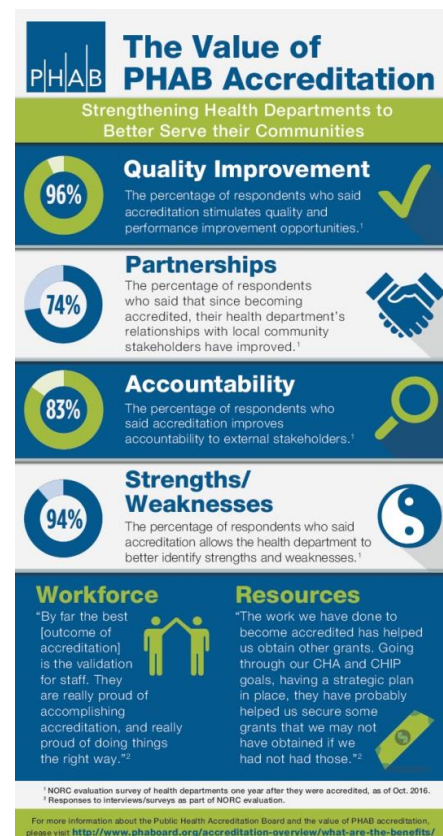 PHAB
The Value of
PHAB Accreditation
Strengthening Health Departments to
Better Serve their Communities
96%
Quality Improvement
The percentage of respondents who said
accreditation stimulates quality and
performance improvement opportunities.¹
74%
Partnerships
The percentage of respondents
who said that since becoming
accredited, their health department's
relationships with local community
stakeholders have improved.¹
83%
Accountability
The percentage of respondents who
said accreditation improves
accountability to external stakeholders.¹
94%
Strengths/
Weaknesses
The percentage of respondents who said
accreditation allows the health department to
better identify strengths and weaknesses.¹
Workforce
"By far the best
[outcome of
accreditation]
is the validation
for staff. They
are really proud of
accomplishing
accreditation, and really
proud of doing things
the right way."²
Resources
"The work we have done to
become accredited has helped
us obtain other grants. Going
through our CHA and CHIP
goals, having a strategic plan
in place, they have probably
helped us secure some
grants that we may not
have obtained if we
had not had those."²
¹ NORC evaluation survey of health departments one year after they were accredited, as of Oct. 2016.
² Responses to interviews/surveys as part of NORC evaluation.
For more information about the Public Health Accreditation Board and the value of PHAB accreditation,
please visit http://www.phaboard.org/accreditation-overview/what-are-the-benefits/